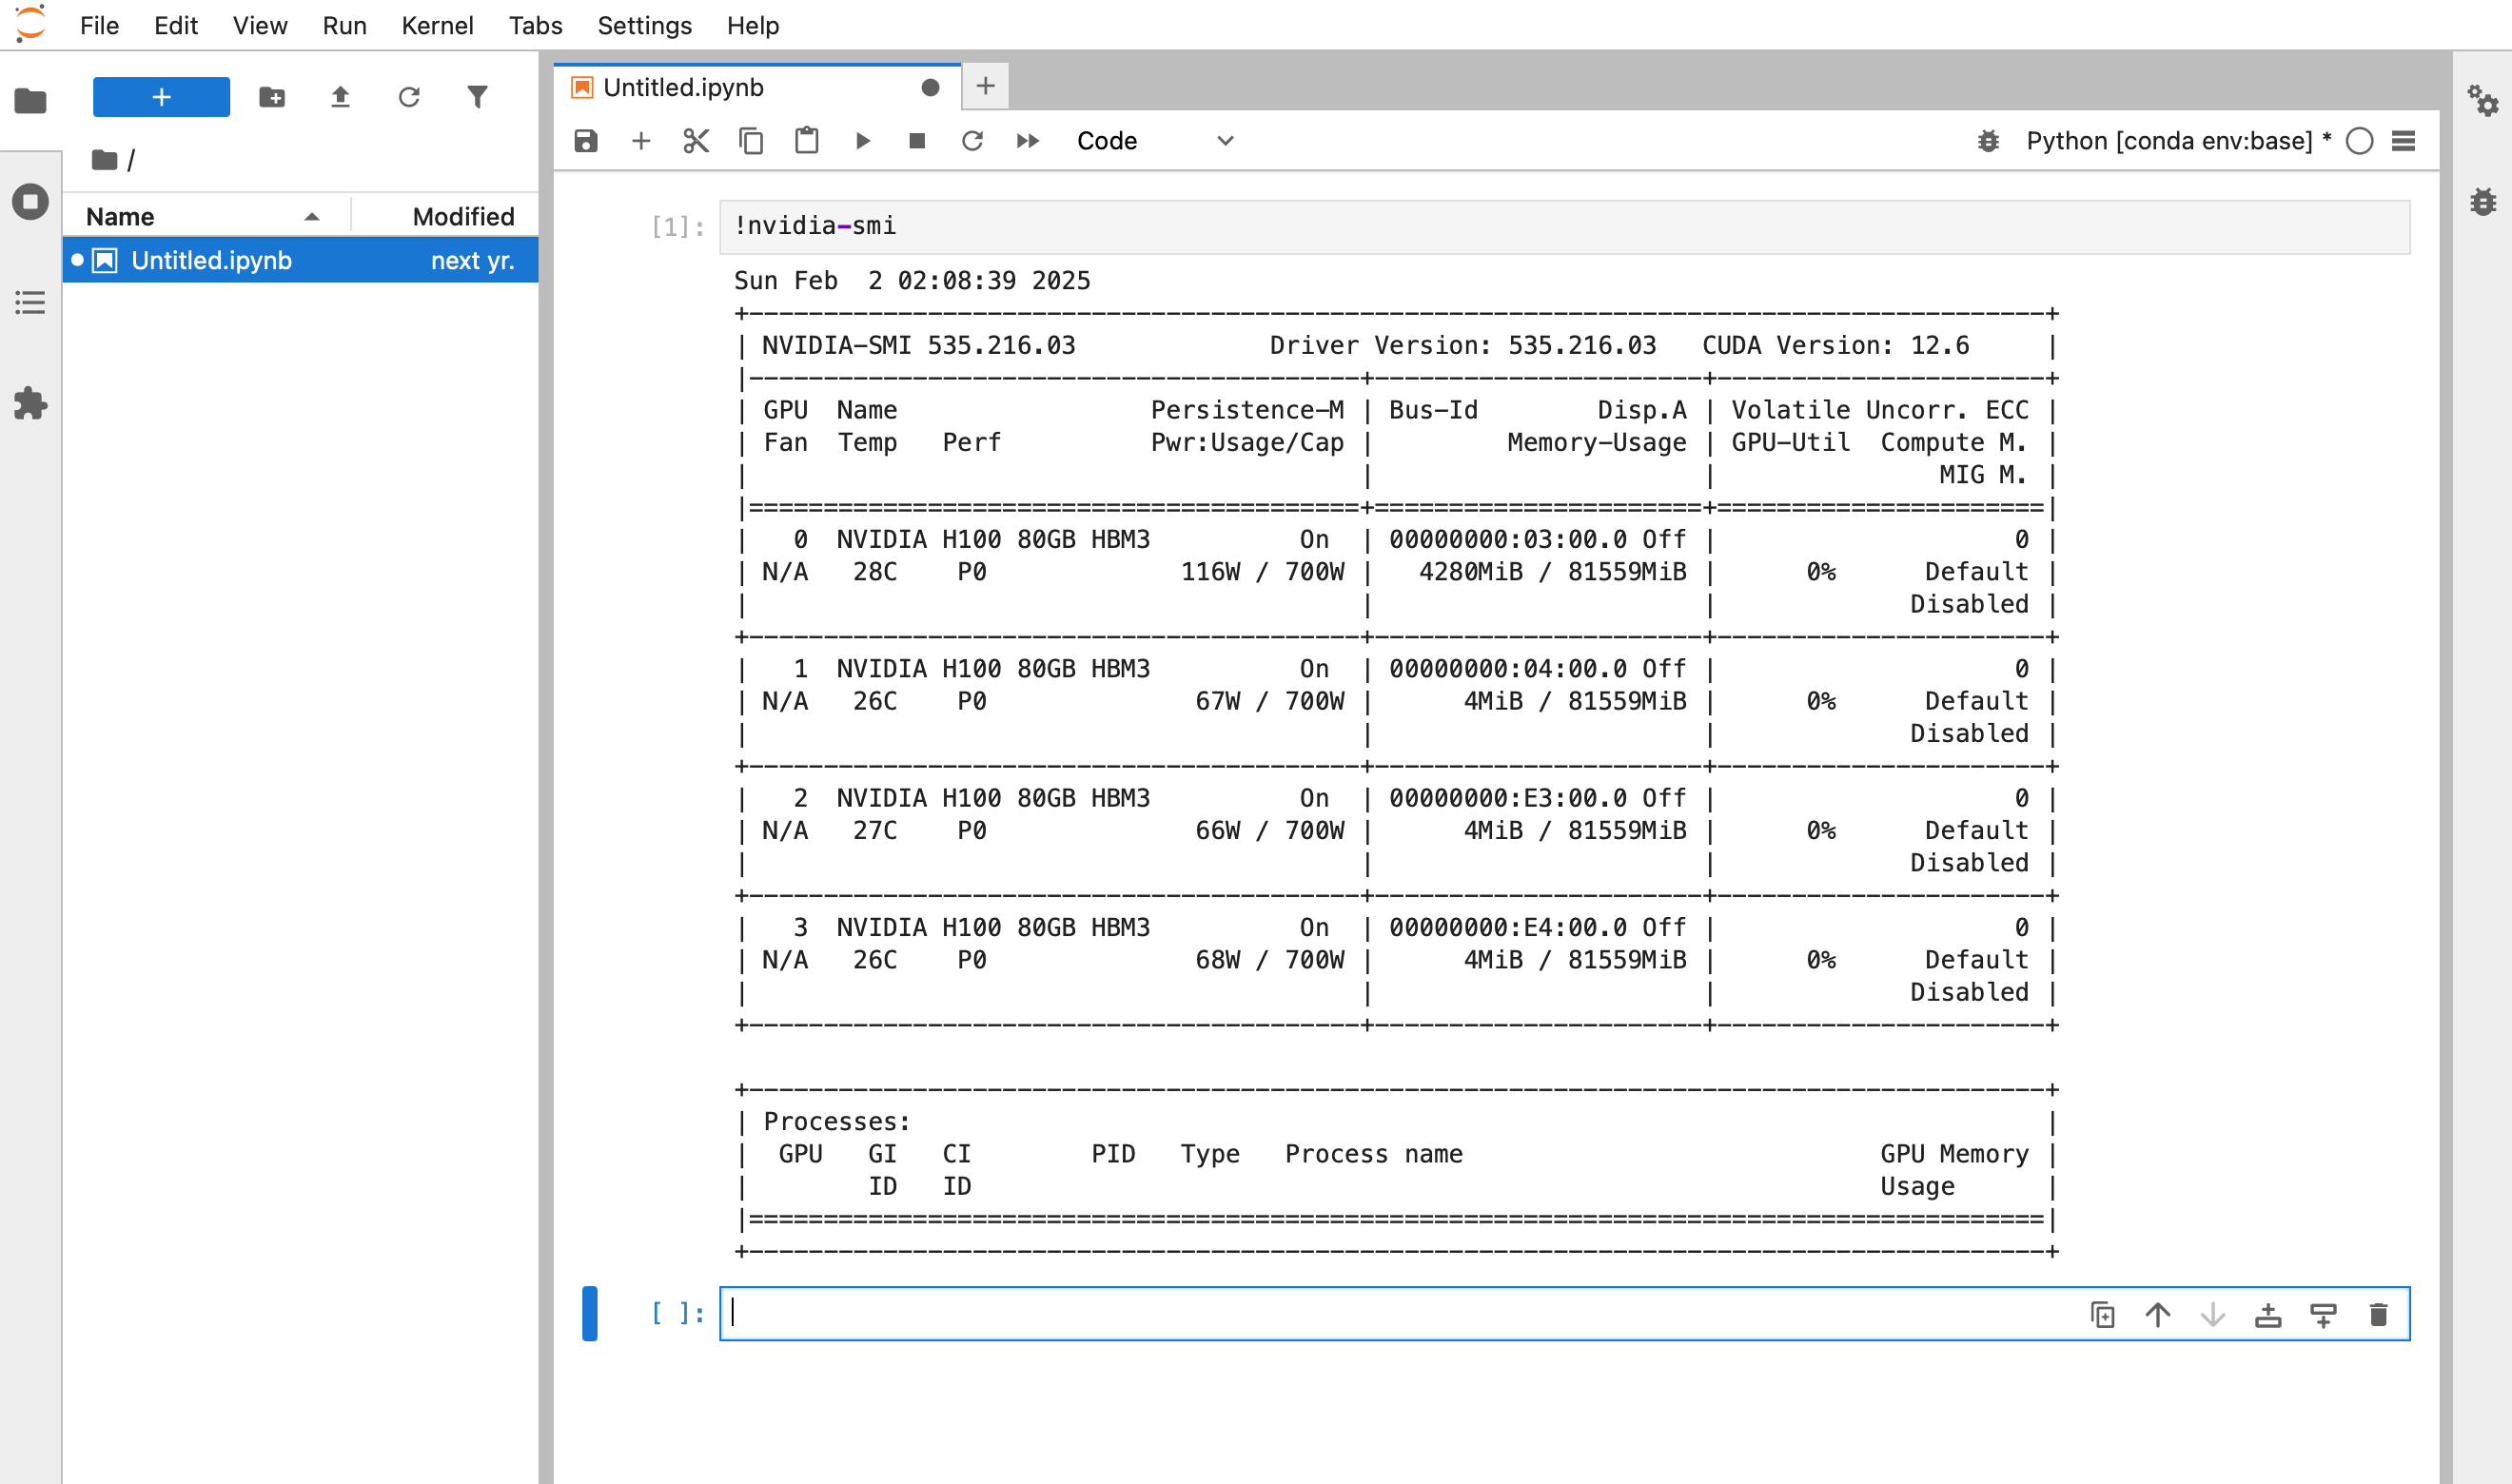 File Edit View Run Kernel Tabs Settings Help
+
/
Name Modified
Untitled.ipynb next yr.
Untitled.ipynb
Code Python [conda env:base] *
[1]: !nvidia-smi
Sun Feb  2 02:08:39 2025
+---------------------------------------------------------------------------------------+
| NVIDIA-SMI 535.216.03             Driver Version: 535.216.03   CUDA Version: 12.6     |
|-----------------------------------------+----------------------+----------------------+
| GPU  Name                 Persistence-M | Bus-Id        Disp.A | Volatile Uncorr. ECC |
| Fan  Temp   Perf          Pwr:Usage/Cap |         Memory-Usage | GPU-Util  Compute M. |
|                                         |                      |               MIG M. |
|=========================================+======================+======================|
|   0  NVIDIA H100 80GB HBM3          On  | 00000000:03:00.0 Off |                    0 |
| N/A   28C    P0             116W / 700W |   4280MiB / 81559MiB |      0%      Default |
|                                         |                      |             Disabled |
+-----------------------------------------+----------------------+----------------------+
|   1  NVIDIA H100 80GB HBM3          On  | 00000000:04:00.0 Off |                    0 |
| N/A   26C    P0              67W / 700W |      4MiB / 81559MiB |      0%      Default |
|                                         |                      |             Disabled |
+-----------------------------------------+----------------------+----------------------+
|   2  NVIDIA H100 80GB HBM3          On  | 00000000:E3:00.0 Off |                    0 |
| N/A   27C    P0              66W / 700W |      4MiB / 81559MiB |      0%      Default |
|                                         |                      |             Disabled |
+-----------------------------------------+----------------------+----------------------+
|   3  NVIDIA H100 80GB HBM3          On  | 00000000:E4:00.0 Off |                    0 |
| N/A   26C    P0              68W / 700W |      4MiB / 81559MiB |      0%      Default |
|                                         |                      |             Disabled |
+-----------------------------------------+----------------------+----------------------+

+---------------------------------------------------------------------------------------+
| Processes:                                                                            |
|  GPU   GI   CI        PID   Type   Process name                            GPU Memory |
|        ID   ID                                                             Usage      |
|=======================================================================================|
+---------------------------------------------------------------------------------------+
[ ]: